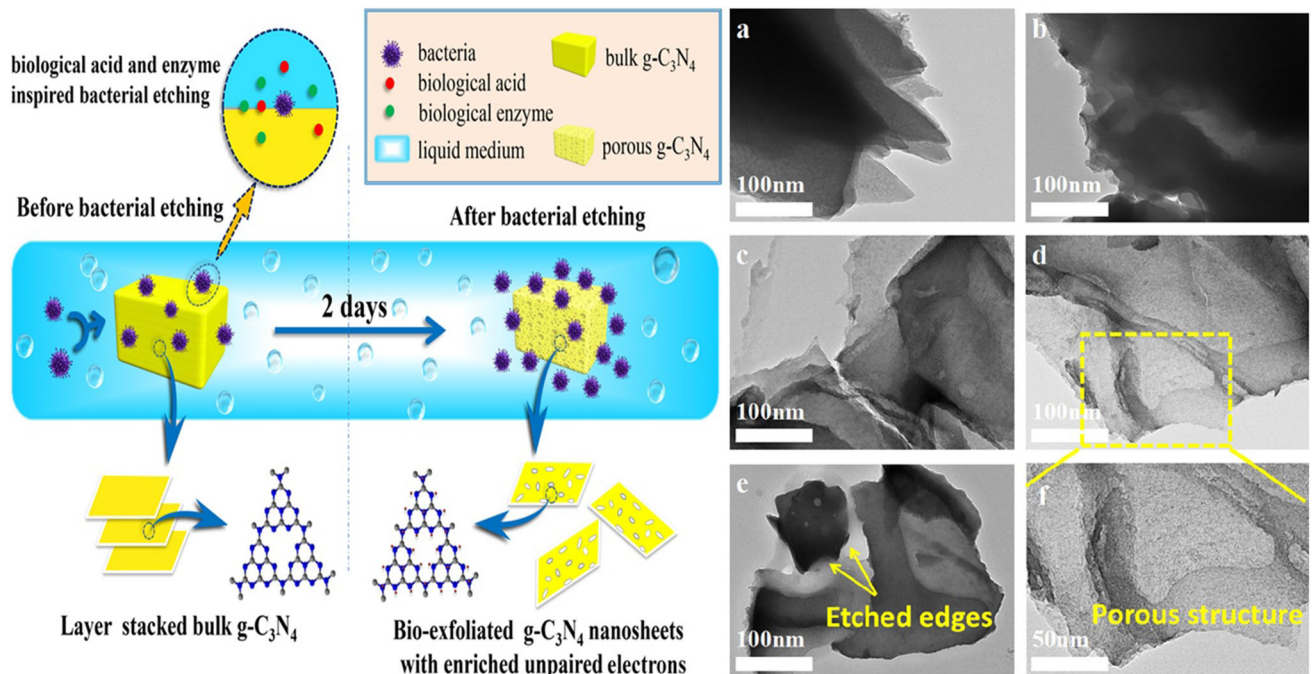 biological acid and enzyme
inspired bacterial etching
bacteria
biological acid
biological enzyme
liquid medium
bulk g-C₃N₄
porous g-C₃N₄
Before bacterial etching
After bacterial etching
2 days
Layer stacked bulk g-C₃N₄
Bio-exfoliated g-C₃N₄ nanosheets
with enriched unpaired electrons
a
100nm
b
100nm
c
100nm
d
100nm
e
Etched edges
100nm
f
Porous structure
50nm